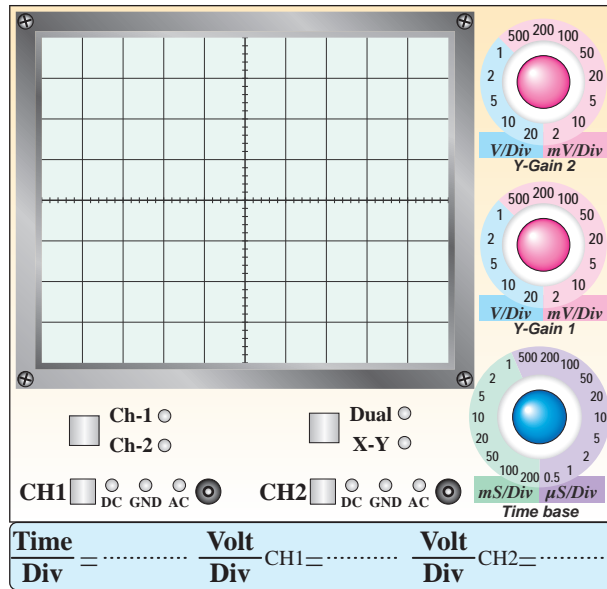 500 200 100
1 50
2 20
5 10
10 5
20 2
V/Div mV/Div
Y-Gain 2
500 200 100
1 50
2 20
5 5
10 10
20 2
V/Div mV/Div
Y-Gain 1
500 200 100
1 50
2 20
5 10
10 5
20 2
50 1
100 0.5
200
mS/Div µS/Div
Time base
Ch-1
Ch-2
Dual
X-Y
CH1 DC GND AC
CH2 DC GND AC
Time Volt Volt
=·········· CH1=·········· CH2=··········
Div Div Div